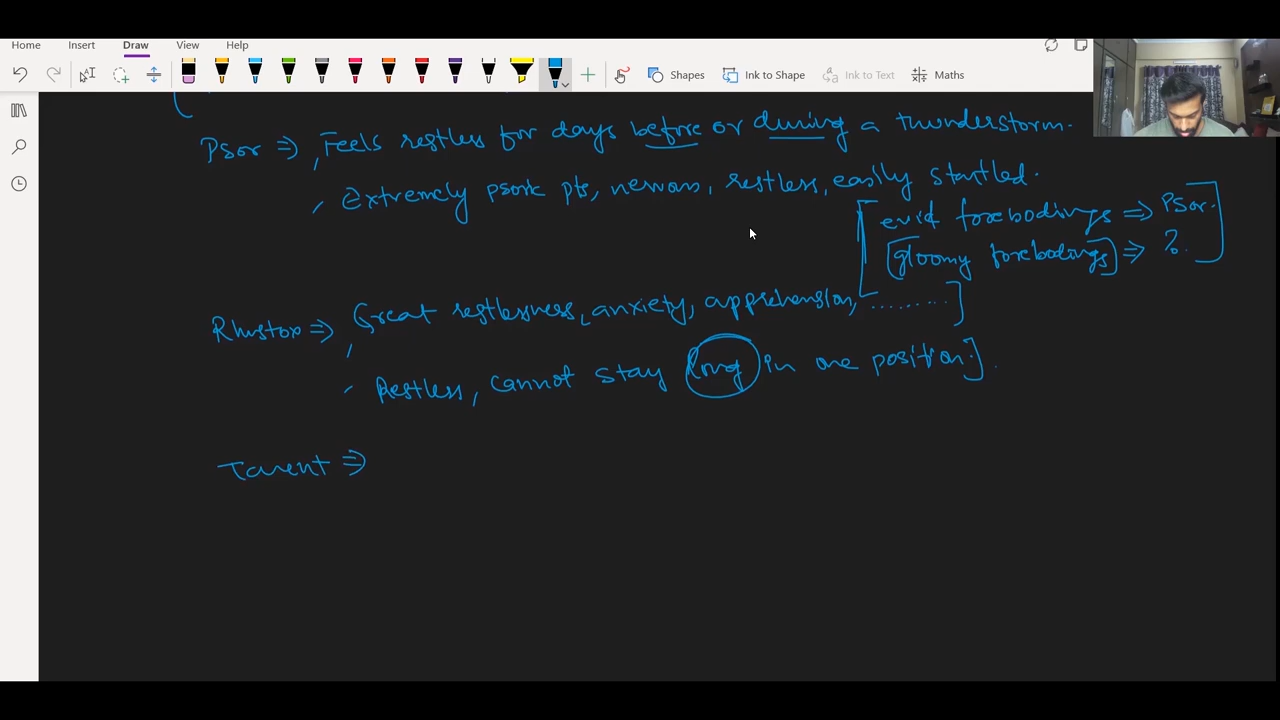 Home Insert Draw View Help
Shapes Ink to Shape Ink to Text Maths
Psor ⇒ , Feels restless for days before or during a thunderstorm.
, Extremely psoric pts, nervous, restless, easily startled.
[ evil forebodings ⇒ Psor. ]
[gloomy forebodings] ⇒ ?
Rhustox ⇒ , Great restlessness, anxiety, apprehension, ......... ]
, Restless, cannot stay long in one position. ]
Tarent ⇒